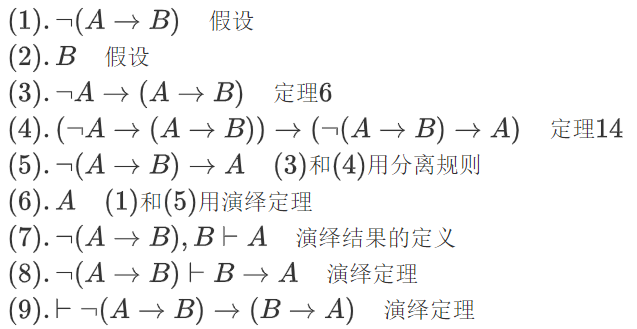 (1). ¬(A → B) 假设
(2). B 假设
(3). ¬A → (A → B) 定理6
(4). (¬A → (A → B)) → (¬(A → B) → A) 定理14
(5). ¬(A → B) → A (3)和(4)用分离规则
(6). A (1)和(5)用演绎定理
(7). ¬(A → B), B ⊢ A 演绎结果的定义
(8). ¬(A → B) ⊢ B → A 演绎定理
(9). ⊢ ¬(A → B) → (B → A) 演绎定理